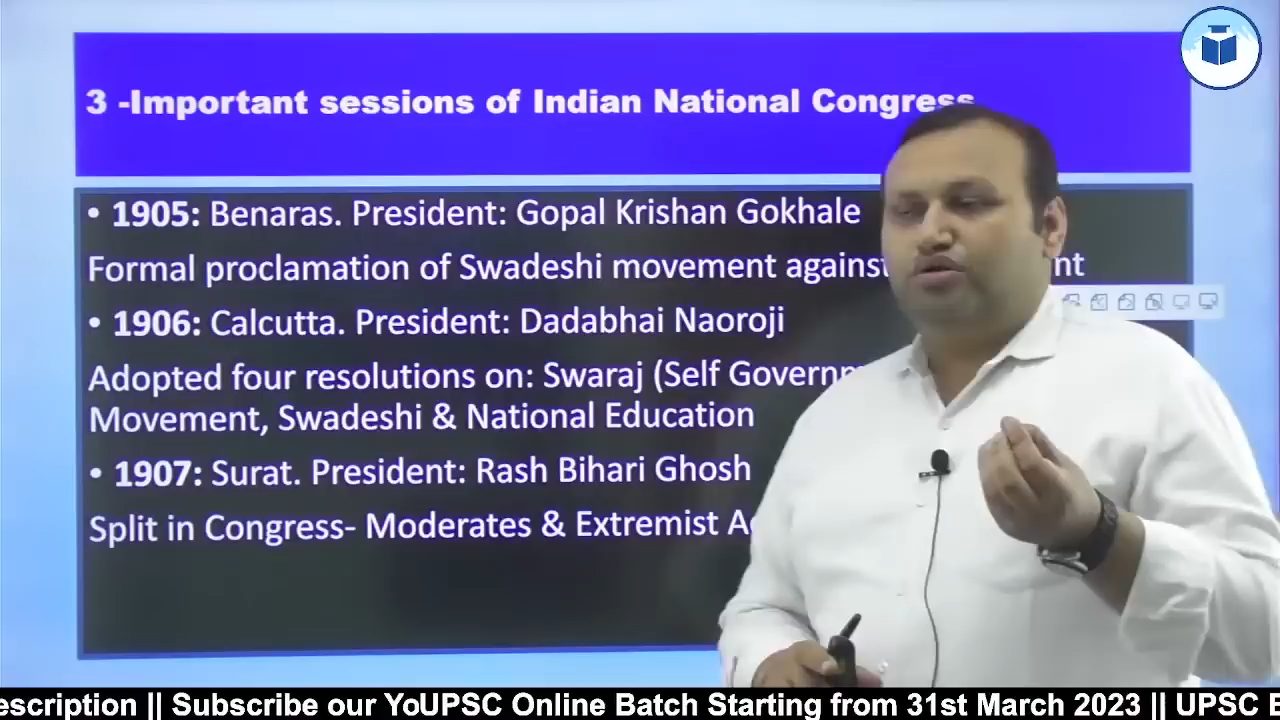 3 -Important sessions of Indian National Congress
• 1905: Benaras. President: Gopal Krishan Gokhale
Formal proclamation of Swadeshi movement against
• 1906: Calcutta. President: Dadabhai Naoroji
Adopted four resolutions on: Swaraj (Self
Movement, Swadeshi & National Education
• 1907: Surat. President: Rash Bihari Ghosh
Split in Congress- Moderates & Extremist
|| Subscribe our YoUPSC Online Batch Starting from 31st March 2023 || UPSC